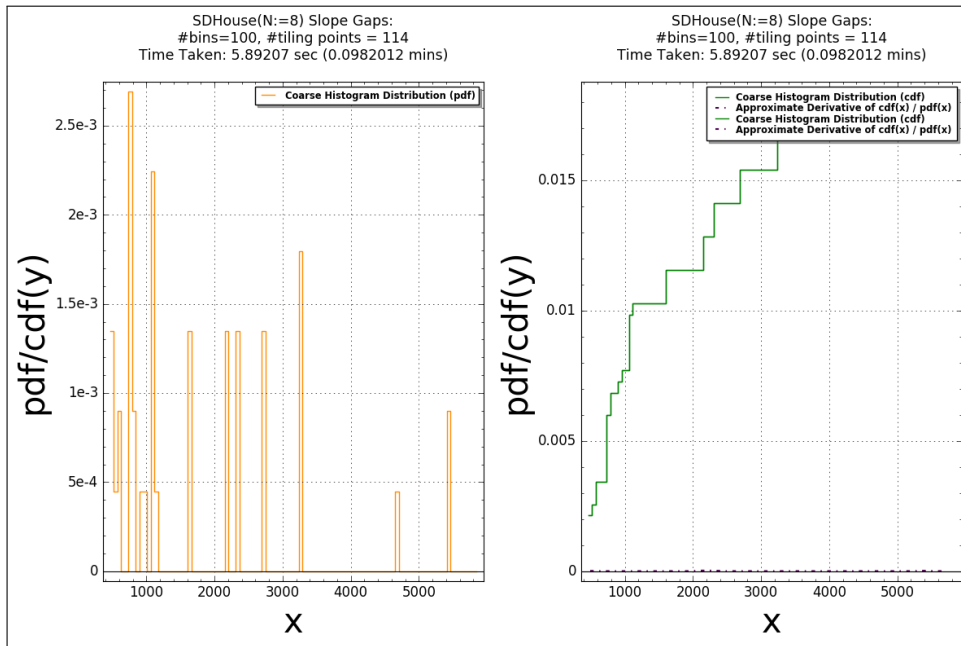 SDHouse(N:=8) Slope Gaps:
#bins=100, #tiling points = 114
Time Taken: 5.89207 sec (0.0982012 mins)
Coarse Histogram Distribution (pdf)
2.5e-3
2e-3
1.5e-3
1e-3
5e-4
0
pdf/cdf(y)
1000
2000
3000
4000
5000
x
SDHouse(N:=8) Slope Gaps:
#bins=100, #tiling points = 114
Time Taken: 5.89207 sec (0.0982012 mins)
Coarse Histogram Distribution (cdf)
Approximate Derivative of cdf(x) / pdf(x)
Coarse Histogram Distribution (cdf)
Approximate Derivative of cdf(x) / pdf(x)
0.015
0.01
0.005
0
pdf/cdf(y)
1000
2000
3000
4000
5000
x